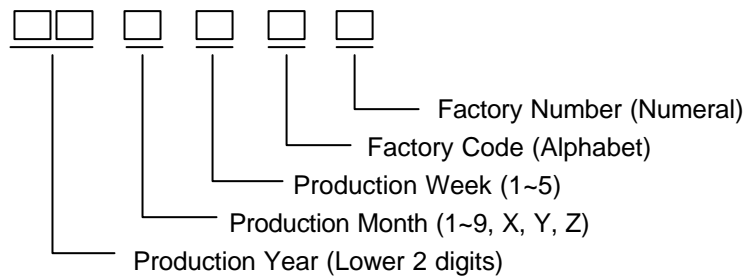 Factory Number (Numeral)
Factory Code (Alphabet)
Production Week (1~5)
Production Month (1~9, X, Y, Z)
Production Year (Lower 2 digits)